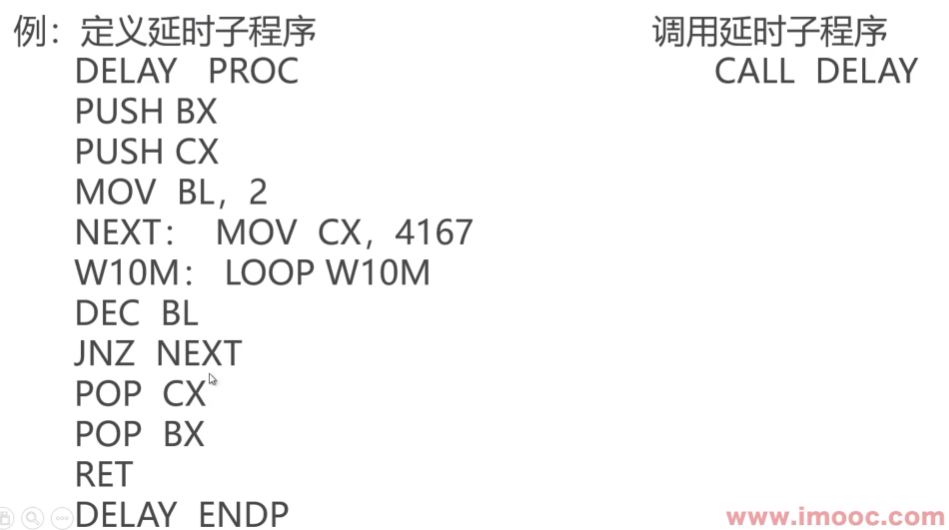 例：定义延时子程序
DELAY PROC
PUSH BX
PUSH CX
MOV BL，2
NEXT： MOV CX，4167
W10M： LOOP W10M
DEC BL
JNZ NEXT
POP CX
POP BX
RET
DELAY ENDP
调用延时子程序
CALL DELAY
www.imooc.com